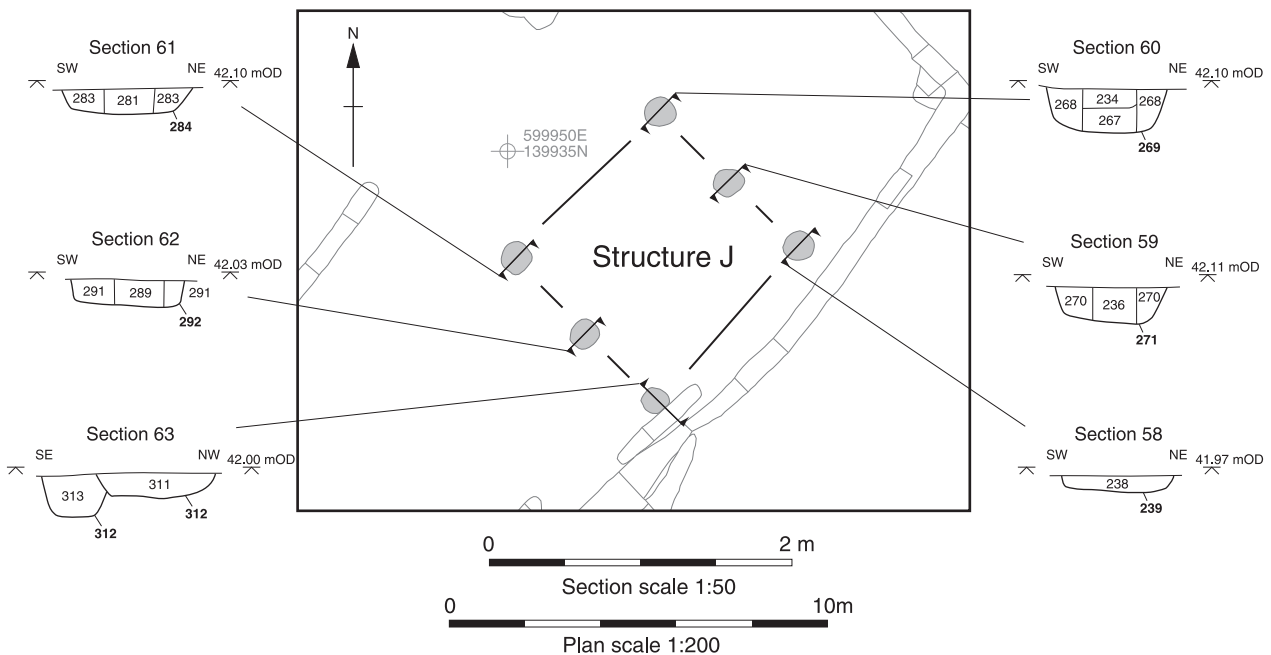 Section 61
SW NE 42.10 mOD
283 281 283
284
Section 62
SW NE 42.03 mOD
291 289 291
292
Section 63
SE NW 42.00 mOD
313 311
312 312
N
599950E
139935N
Structure J
Section 60
SW NE 42.10 mOD
268 234 268
267
269
Section 59
SW NE 42.11 mOD
270 236 270
271
Section 58
SW NE 41.97 mOD
238
239
0 2 m
Section scale 1:50
0 10m
Plan scale 1:200